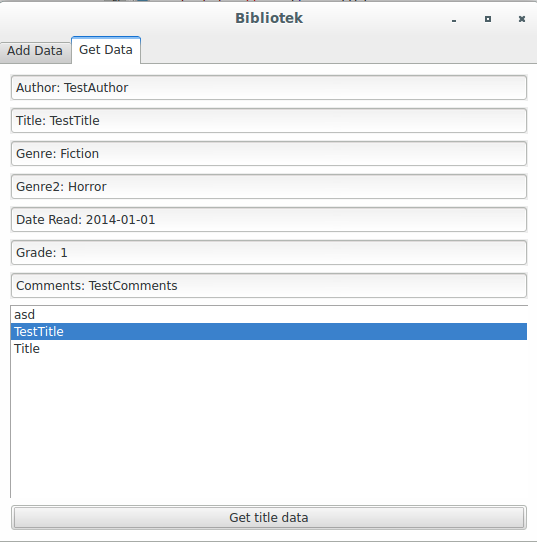 Bibliotek
Add Data Get Data
Author: TestAuthor
Title: TestTitle
Genre: Fiction
Genre2: Horror
Date Read: 2014-01-01
Grade: 1
Comments: TestComments
asd
TestTitle
Title
Get title data